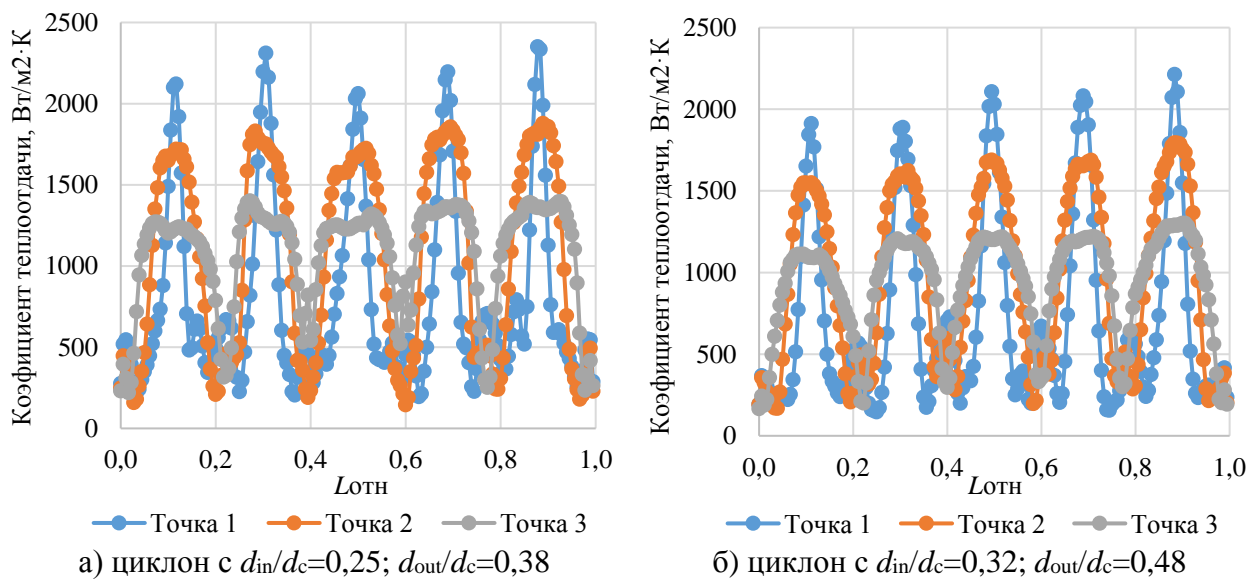 Коэфициент теплоотдачи, Вт/м2·К
2500
2000
1500
1000
500
0
0,0 0,2 0,4 0,6 0,8 1,0
Lотн
Точка 1 Точка 2 Точка 3
а) циклон с din/dc=0,25; dout/dc=0,38
Коэфициент теплоотдачи, Вт/м2·К
2500
2000
1500
1000
500
0
0,0 0,2 0,4 0,6 0,8 1,0
Lотн
Точка 1 Точка 2 Точка 3
б) циклон с din/dc=0,32; dout/dc=0,48